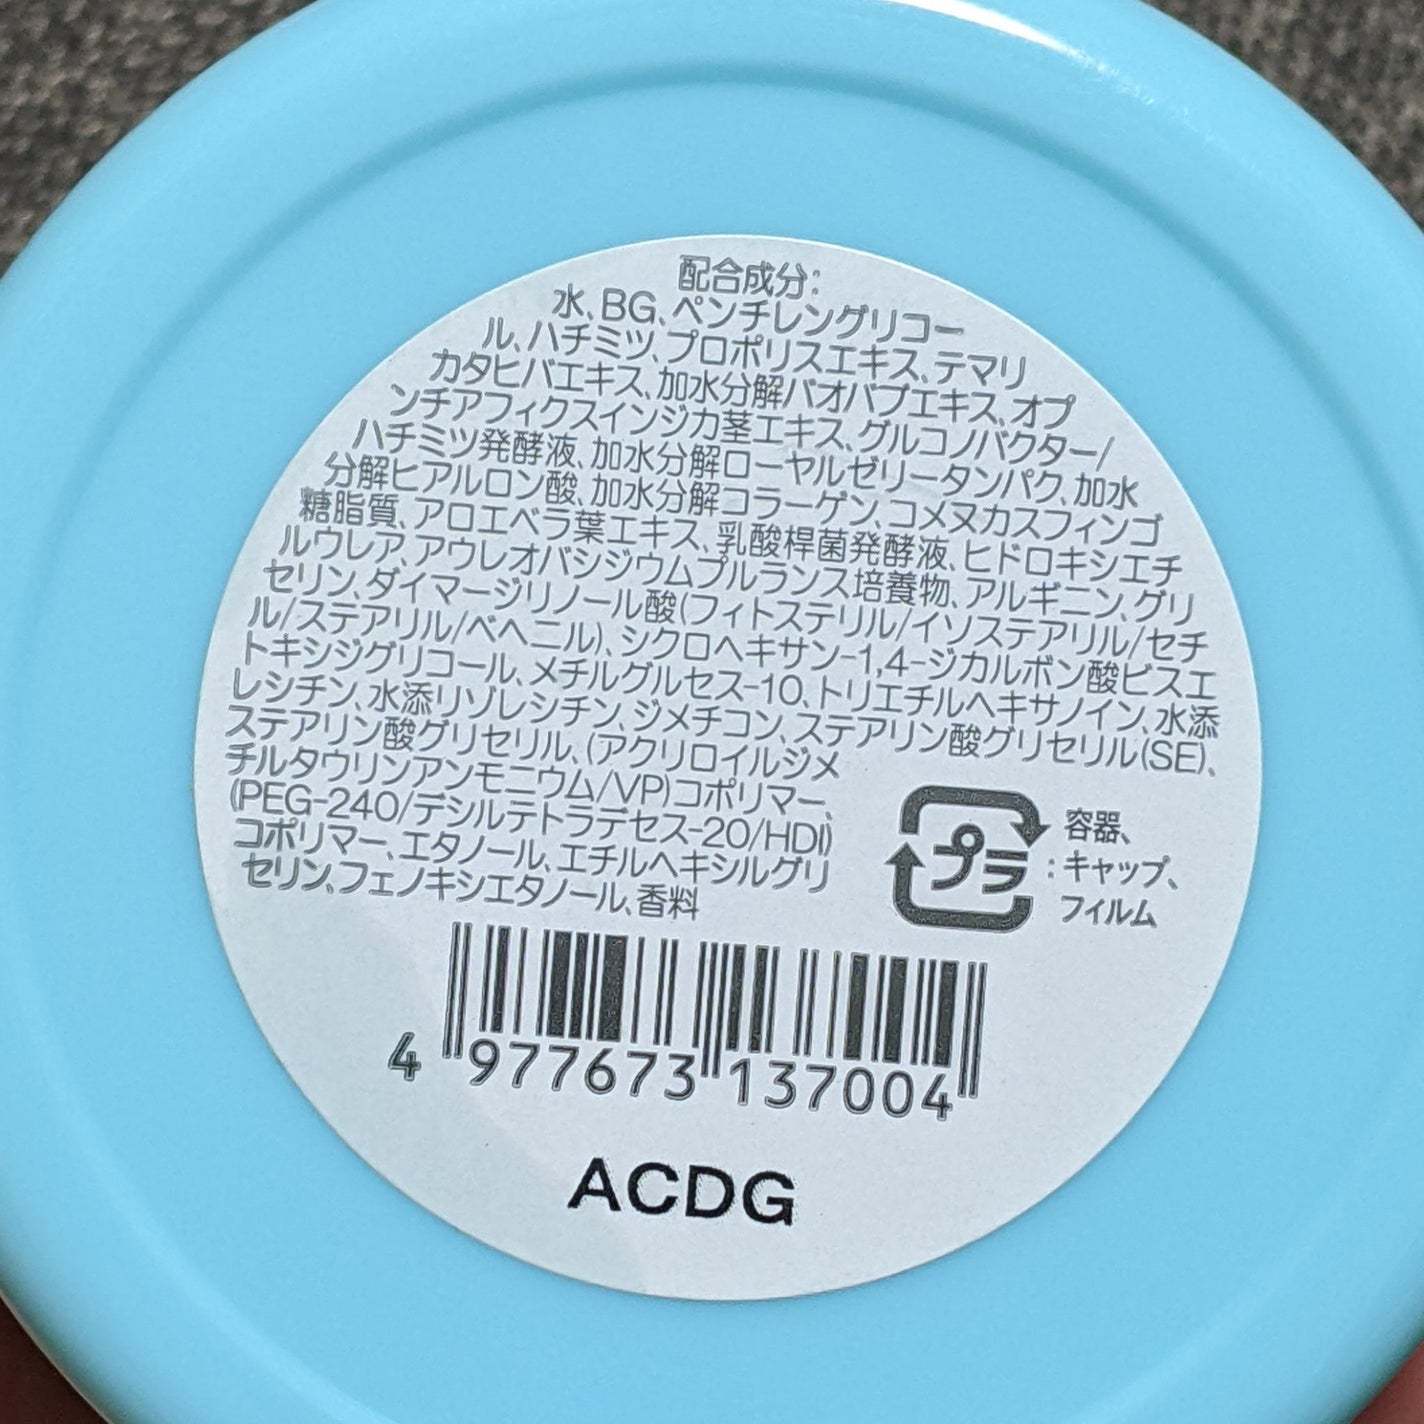 配合成分:
水、BG、ペンチレングリコー
ル、ハチミツ、プロポリスエキス、テマリ
カタヒバエキス、加水分解バオバブエキス、オプ
ンチアフィクスインジカ茎エキス、グルコノバクター/
ハチミツ発酵液、加水分解ローヤルゼリータンパク、加水
分解ヒアルロン酸、加水分解コラーゲン、コメヌカスフィンゴ
糖脂質、アロエベラ葉エキス、乳酸桿菌発酵液、ヒドロキシエチ
ルウレア、アウレオバシジウムプルランス培養物、アルギニン、グリ
セリン、ダイマージリノール酸(フィトステリル/イソステアリル/セチ
ル/ステアリル/ベヘニル)、シクロヘキサン-1,4-ジカルボン酸ビスエ
トキシジグリコール、メチルグルセス-10、トリエチルヘキサノイン、水添
レシチン、水添リゾレシチン、ジメチコン、ステアリン酸グリセリル(SE)、
ステアリン酸グリセリル、(アクリロイルジメ
チルタウリンアンモニウム/VP)コポリマー、
(PEG-240/デシルテトラデセス-20/HDI)
コポリマー、エタノール、エチルヘキシルグリ
セリン、フェノキシエタノール、香料
プラ
:
容器、
キャップ、
フィルム
4 977673 137004
ACDG